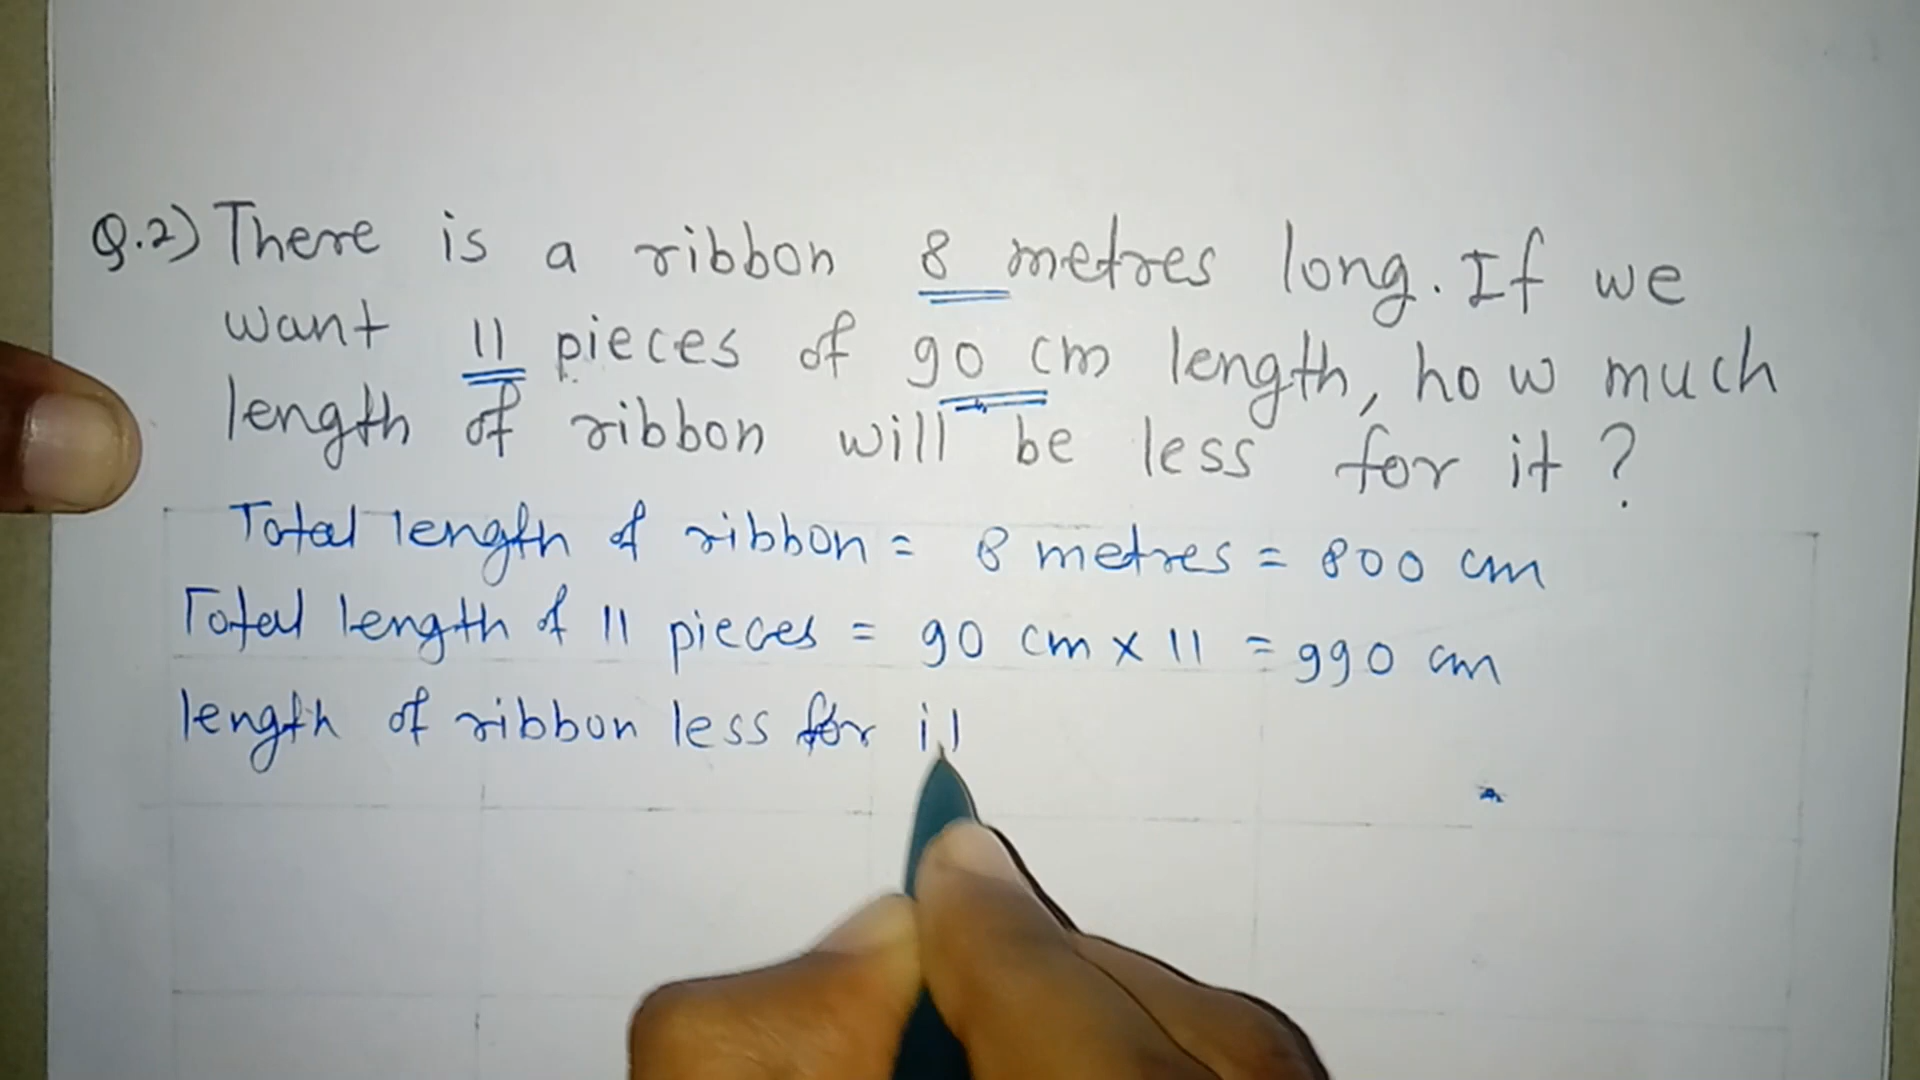 Q.2) There is a ribbon 8 metres long. If we
want 11 pieces of 90 cm length, how much
length of ribbon will be less for it ?
Total length of ribbon = 8 metres = 800 cm
Total length of 11 pieces = 90 cm x 11 = 990 cm
length of ribbon less for it